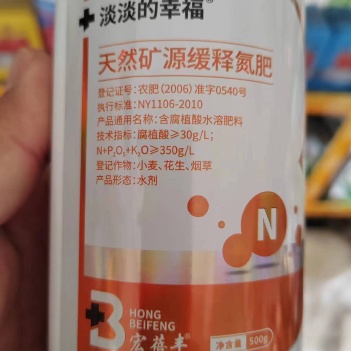 淡淡的幸福®
天然矿源缓释氮肥
登记证号:农肥(2006)准字0540号
执行标准:NY1106-2010
产品通用名称:含腐植酸水溶肥料
技术指标:腐植酸≥30g/L;
N+P₂O₅+K₂O≥350g/L
登记作物:小麦、花生、烟草
产品形态:水剂
N
HONG
BEIFENG
宏蓓丰®
净含量 500g